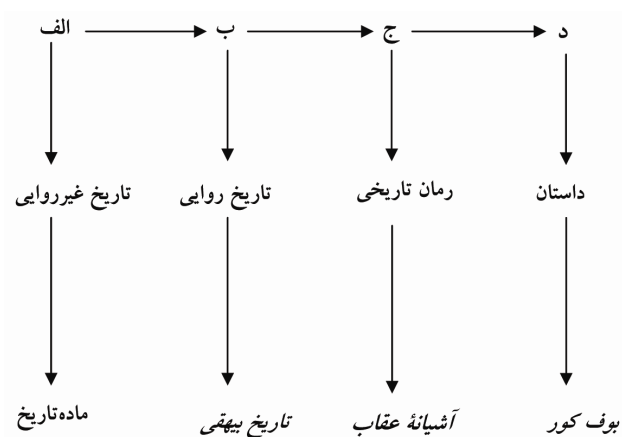 الف ب ج د
تاریخ غیرروایی تاریخ روایی رمان تاریخی داستان
ماده‌تاریخ تاریخ بیهقی آشیانهٔ عقاب بوف کور